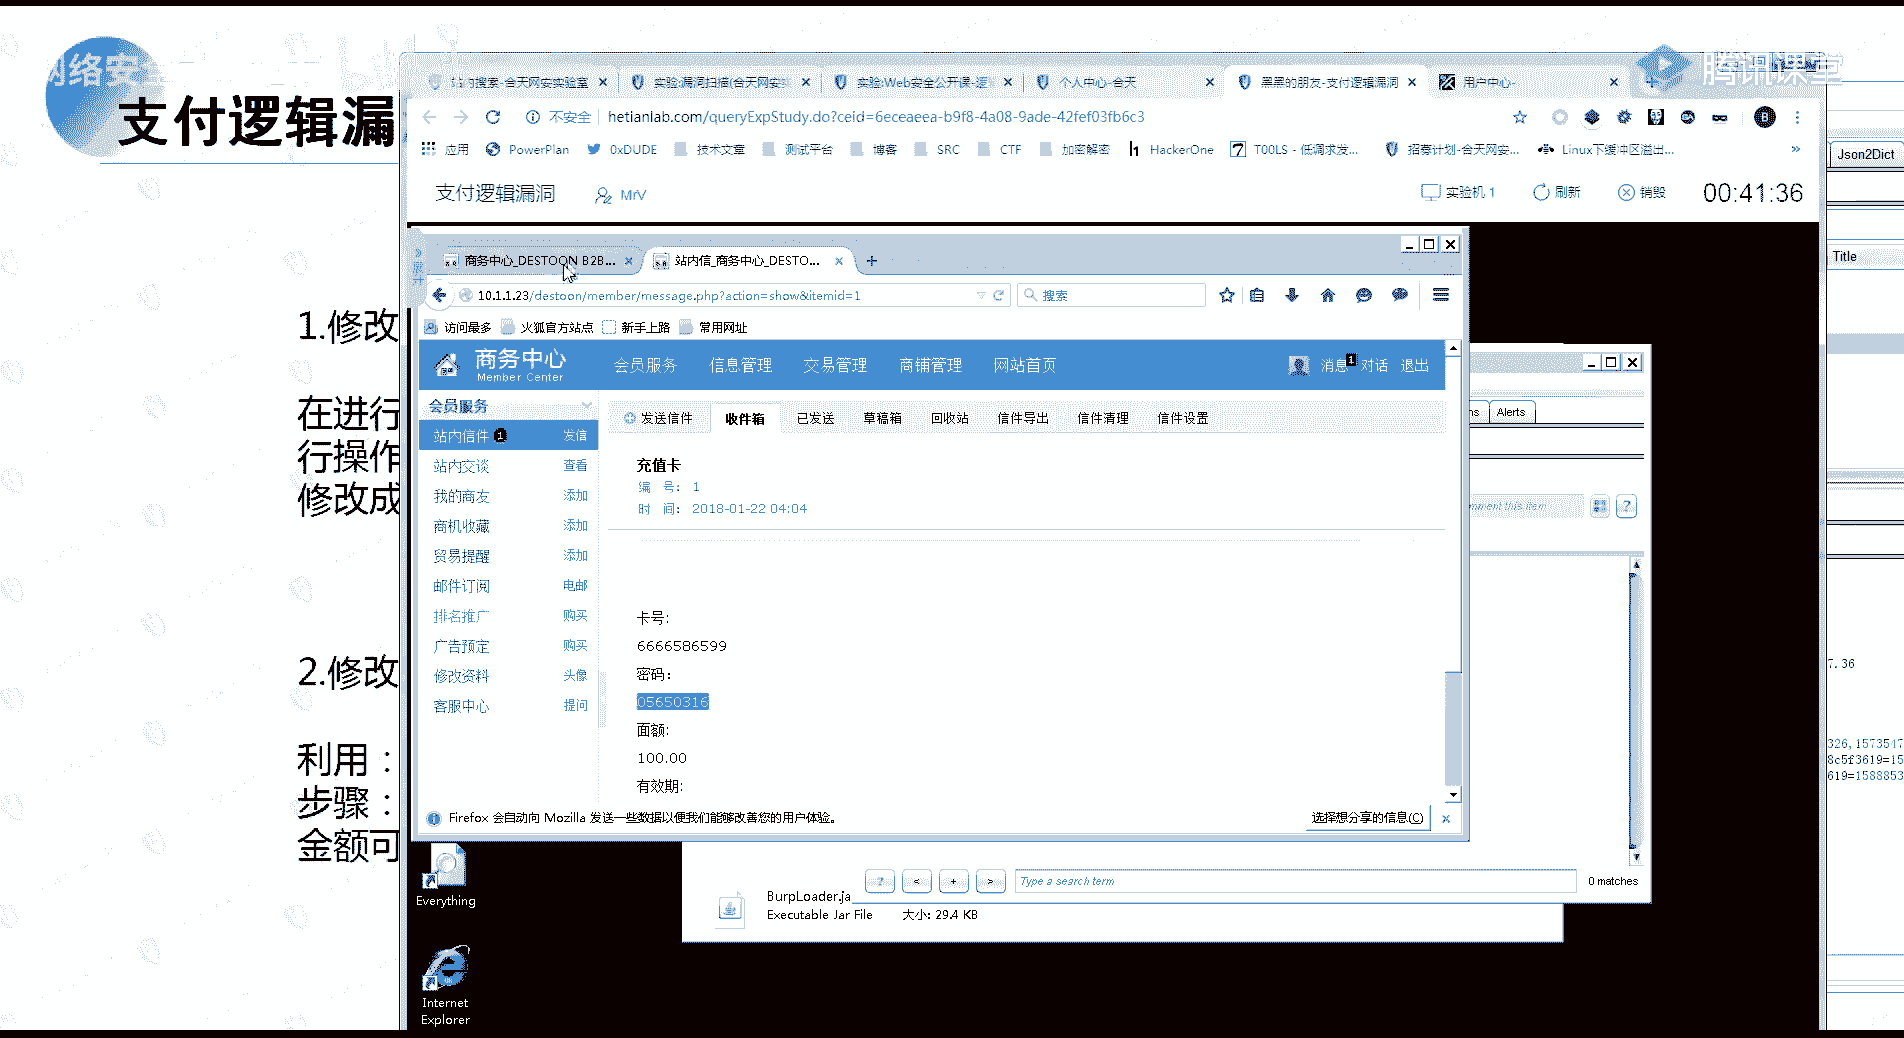 网络安
支付逻辑漏
腾讯课堂
站内搜索-合天网安实验室
实验:漏洞扫描(合天网安实
实验:Web安全公开课-逻
个人中心-合天
黑黑的朋友-支付逻辑漏洞
用户中心-
不安全 hetianlab.com/queryExpStudy.do?ceid=6eceaeea-b9f8-4a08-9ade-42fef03fb6c3
应用 PowerPlan 0xDUDE 技术文章 测试平台 博客 SRC CTF 加密解密 HackerOne T00LS - 低调求发... 招募计划-合天网安... Linux下缓冲区溢出... »
支付逻辑漏洞 MrV 实验机 1 刷新 销毁 00:41:36
Json2Dict
Title
商务中心_DESTOON B2B... 站内信_商务中心_DESTO...
10.1.1.23/destoon/member/message.php?action=show&itemid=1 搜索
访问最多 火狐官方站点 新手上路 常用网址
商务中心
Member Center
会员服务 信息管理 交易管理 商铺管理 网站首页 消息 1 对话 退出
会员服务
站内信件 1 发信
站内交谈 查看
我的商友 添加
商机收藏 添加
贸易提醒 添加
邮件订阅 电邮
排名推广 购买
广告预定 购买
修改资料 头像
客服中心 提问
发送信件 收件箱 已发送 草稿箱 回收站 信件导出 信件清理 信件设置
充值卡
编 号: 1
时 间: 2018-01-22 04:04
卡号:
6666586599
密码:
05650316
面额:
100.00
有效期:
Firefox 会自动向 Mozilla 发送一些数据以便我们能够改善您的用户体验。 选择想分享的信息(C)
ns Alerts
mment this item
?
1.修改
在进行
行操作
修改成
2.修改
利用：
步骤：
金额可
7.36
326,1573547
8c5f3619=15
619=1588853
? < + > Type a search term 0 matches
BurpLoader.ja
Executable Jar File 大小: 29.4 KB
Everything
Internet
Explorer